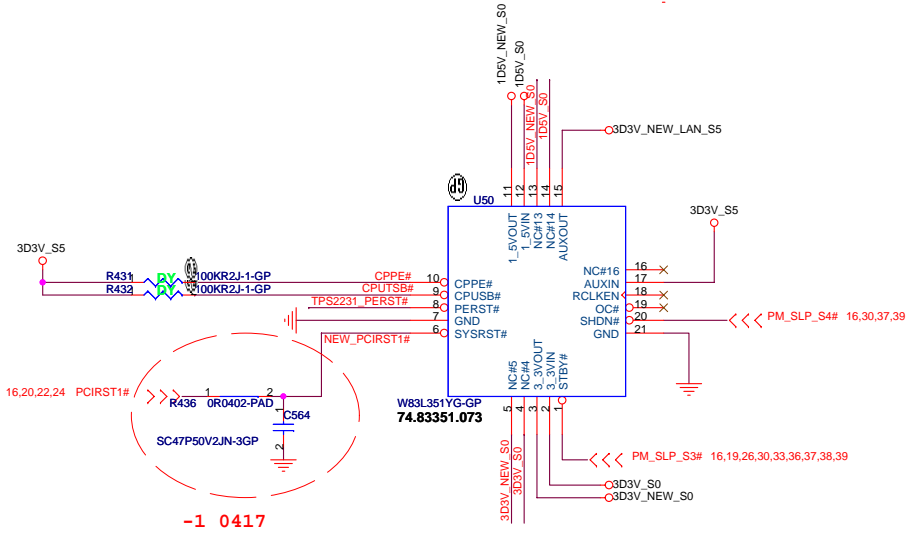 1D5V_NEW_S0
1D5V_S0
1D5V_NEW_S0
1D5V_S0
3D3V_NEW_LAN_S5
GP
U50
11
12
13
14
15
1_5VOUT
1_5VIN
NC#13
NC#14
AUXOUT
3D3V_S5
3D3V_S5
R431
DY
100KR2J-1-GP
R432
DY
100KR2J-1-GP
CPPE#
CPUTSB#
TPS2231_PERST#
NEW_PCIRST1#
10
9
8
7
6
CPPE#
CPUSB#
PERST#
GND
SYSRST#
NC#16
AUXIN
RCLKEN
OC#
SHDN#
GND
16
17
18
19
20
21
PM_SLP_S4# 16,30,37,39
NC#5
NC#4
3_3VOUT
3_3VIN
STBY#
5
4
3
2
1
W83L351YG-GP
74.83351.073
16,20,22,24 PCIRST1#
R436
1
2
0R0402-PAD
1
C564
2
SC47P50V2JN-3GP
3D3V_NEW_S0
3D3V_S0
PM_SLP_S3# 16,19,26,30,33,36,37,38,39
3D3V_S0
3D3V_NEW_S0
-1 0417